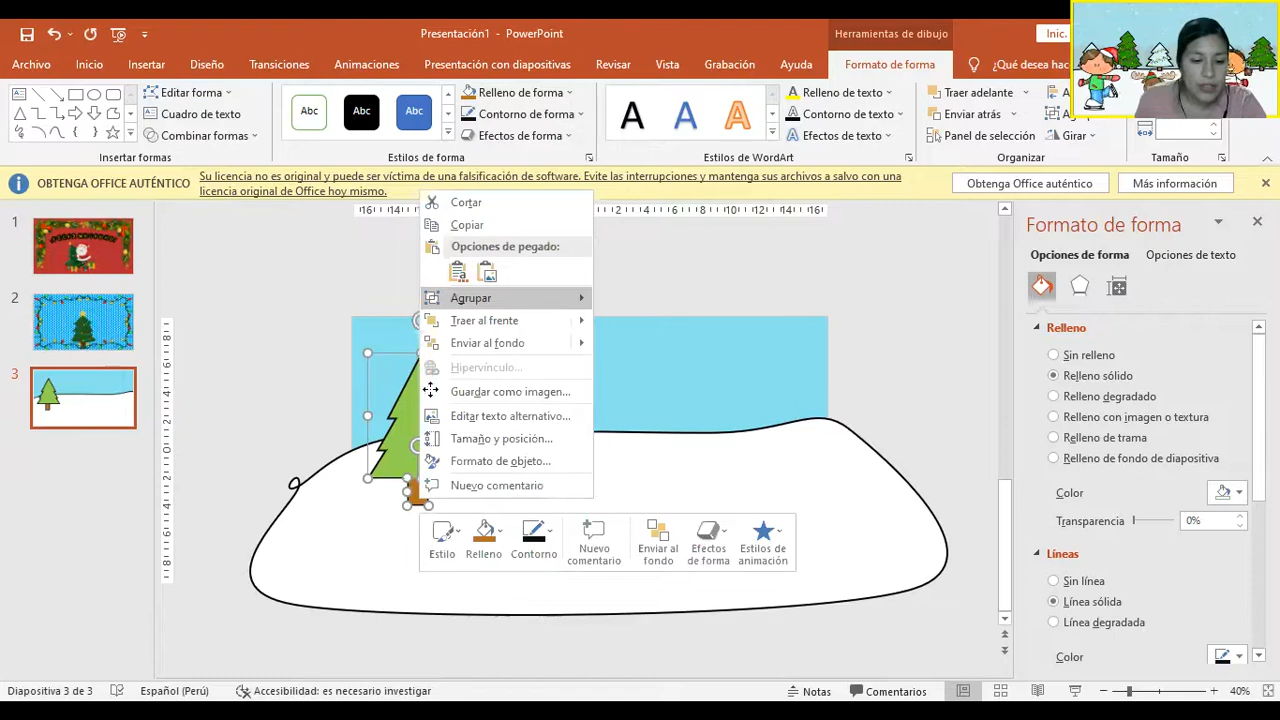 Presentación1 - PowerPoint
Herramientas de dibujo
Inic.
Archivo
Inicio
Insertar
Diseño
Transiciones
Animaciones
Presentación con diapositivas
Revisar
Vista
Grabación
Ayuda
Formato de forma
¿Qué desea hac
Editar forma
Cuadro de texto
Combinar formas
Insertar formas
Abc
Abc
Abc
Relleno de forma
Contorno de forma
Efectos de forma
Estilos de forma
A
A
A
Relleno de texto
Contorno de texto
Efectos de texto
Estilos de WordArt
Traer adelante
Enviar atrás
Panel de selección
Girar
Organizar
Tamaño
OBTENGA OFFICE AUTÉNTICO
Su licencia no es original y puede ser víctima de una falsificación de software. Evite las interrupciones y mantenga sus archivos a salvo con una
licencia original de Office hoy mismo.
Obtenga Office auténtico
Más información
1
2
3
16 14
2 4 6 8 10 12 14 16
Cortar
Copiar
Opciones de pegado:
Agrupar
Traer al frente
Enviar al fondo
Hipervínculo...
Guardar como imagen...
Editar texto alternativo...
Tamaño y posición...
Formato de objeto...
Nuevo comentario
Estilo
Relleno
Contorno
Nuevo
comentario
Enviar al
fondo
Efectos
de forma
Estilos de
animación
Formato de forma
Opciones de forma
Opciones de texto
Relleno
Sin relleno
Relleno sólido
Relleno degradado
Relleno con imagen o textura
Relleno de trama
Relleno de fondo de diapositiva
Color
Transparencia
0%
Líneas
Sin línea
Línea sólida
Línea degradada
Color
Diapositiva 3 de 3
Español (Perú)
Accesibilidad: es necesario investigar
Notas
Comentarios
40%